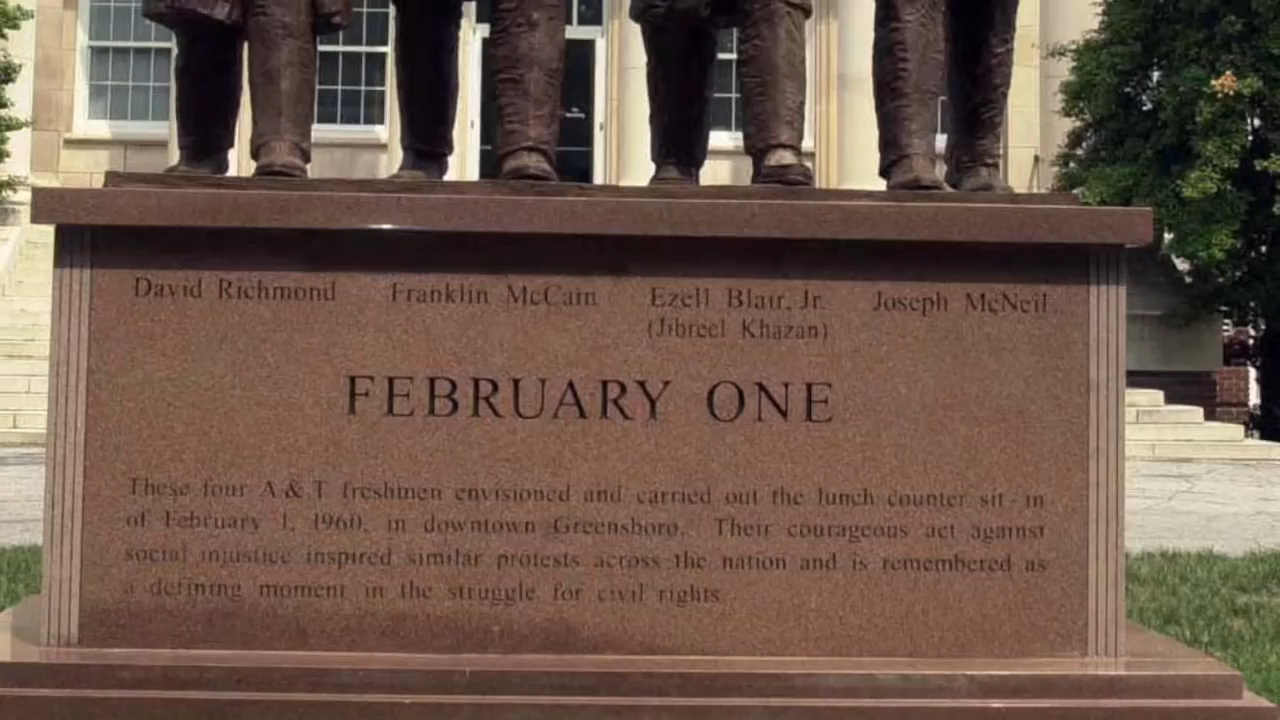 David Richmond Franklin McCain Ezell Blair, Jr. Joseph McNeil
(Jibreel Khazan)
FEBRUARY ONE
These four A & T freshmen envisioned and carried out the lunch counter sit-in
of February 1, 1960, in downtown Greensboro. Their courageous act against
social injustice inspired similar protests across the nation and is remembered as
a defining moment in the struggle for civil rights.